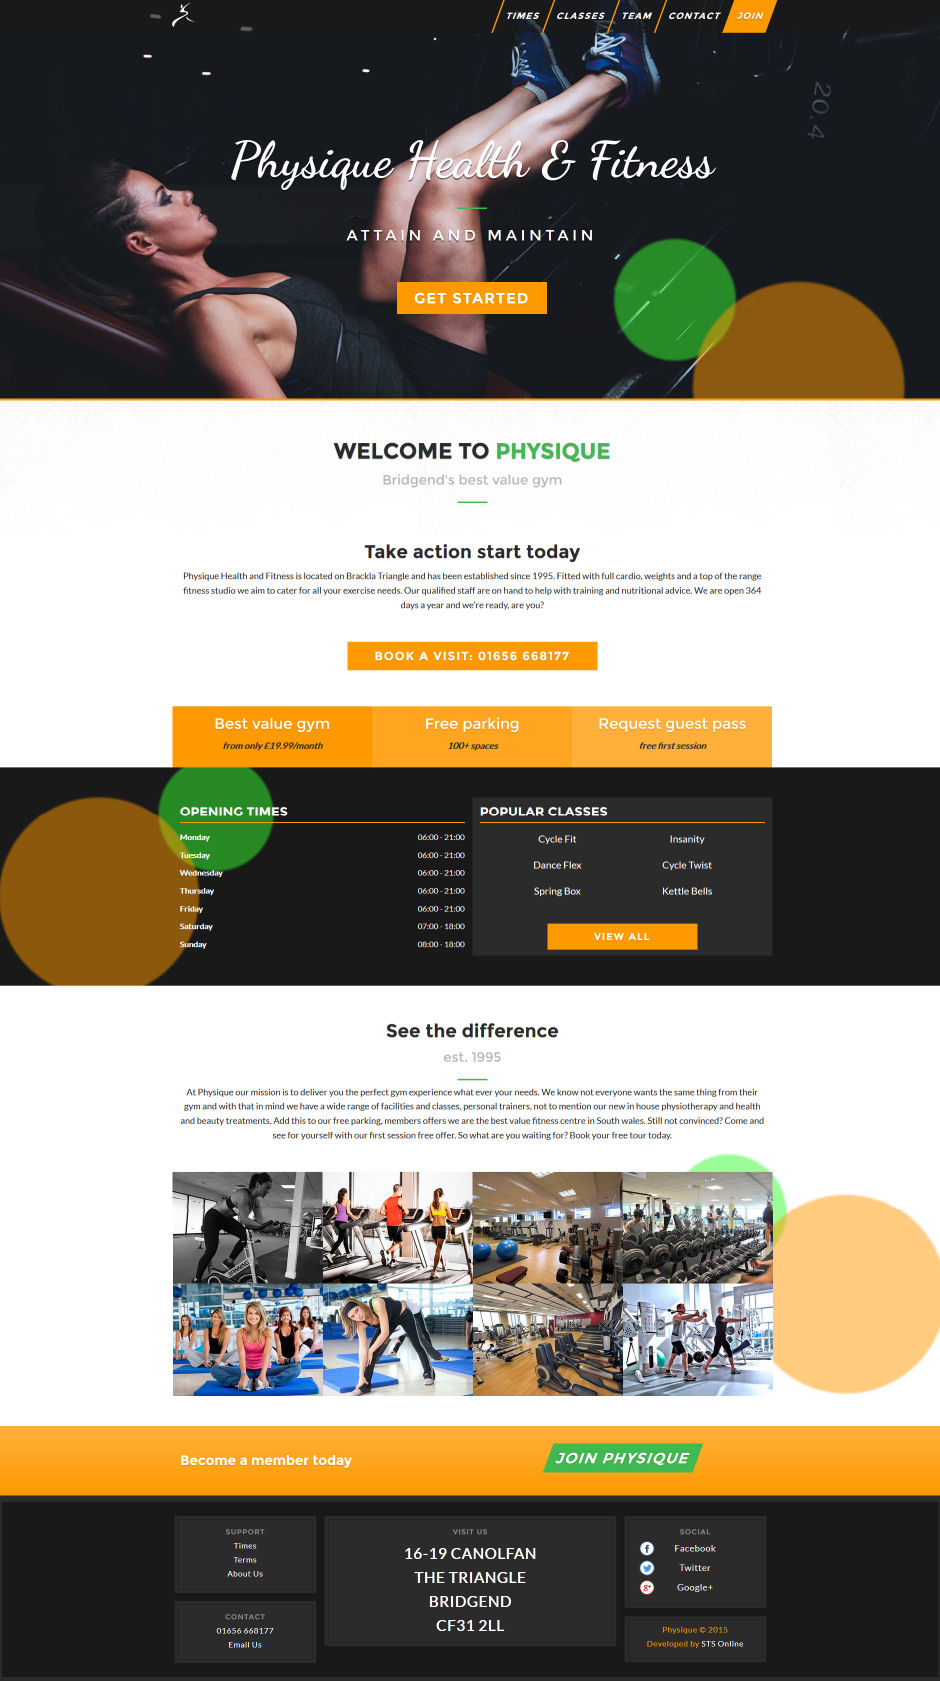 TIMES
CLASSES
TEAM
CONTACT
JOIN
20.4
Physique Health & Fitness
ATTAIN AND MAINTAIN
GET STARTED
WELCOME TO PHYSIQUE
Bridgend's best value gym
Take action start today
Physique Health and Fitness is located on Brackla Triangle and has been established since 1995. Fitted with full cardio, weights and a top of the range
fitness studio we aim to cater for all your exercise needs. Our qualified staff are on hand to help with training and nutritional advice. We are open 364
days a year and we're ready, are you?
BOOK A VISIT: 01656 668177
Best value gym
from only £19.99/month
Free parking
100+ spaces
Request guest pass
free first session
OPENING TIMES
Monday 06:00 - 21:00
Tuesday 06:00 - 21:00
Wednesday 06:00 - 21:00
Thursday 06:00 - 21:00
Friday 06:00 - 21:00
Saturday 07:00 - 18:00
Sunday 08:00 - 18:00
POPULAR CLASSES
Cycle Fit Insanity
Dance Flex Cycle Twist
Spring Box Kettle Bells
VIEW ALL
See the difference
est. 1995
At Physique our mission is to deliver you the perfect gym experience what ever your needs. We know not everyone wants the same thing from their
gym and with that in mind we have a wide range of facilities and classes, personal trainers, not to mention our new in house physiotherapy and health
and beauty treatments. Add this to our free parking, members offers we are the best value fitness centre in South wales. Still not convinced? Come and
see for yourself with our first session free offer. So what are you waiting for? Book your free tour today.
Become a member today
JOIN PHYSIQUE
SUPPORT
Times
Terms
About Us
CONTACT
01656 668177
Email Us
VISIT US
16-19 CANOLFAN
THE TRIANGLE
BRIDGEND
CF31 2LL
SOCIAL
Facebook
Twitter
Google+
Physique © 2015
Developed by STS Online